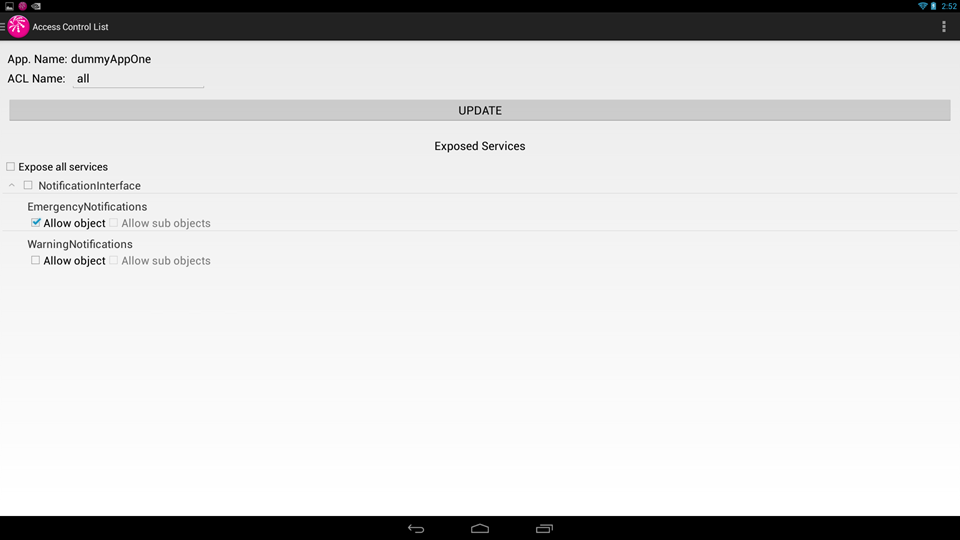 2:52
Access Control List
App. Name: dummyAppOne
ACL Name: all
UPDATE
Exposed Services
Expose all services
NotificationInterface
EmergencyNotifications
Allow object Allow sub objects
WarningNotifications
Allow object Allow sub objects